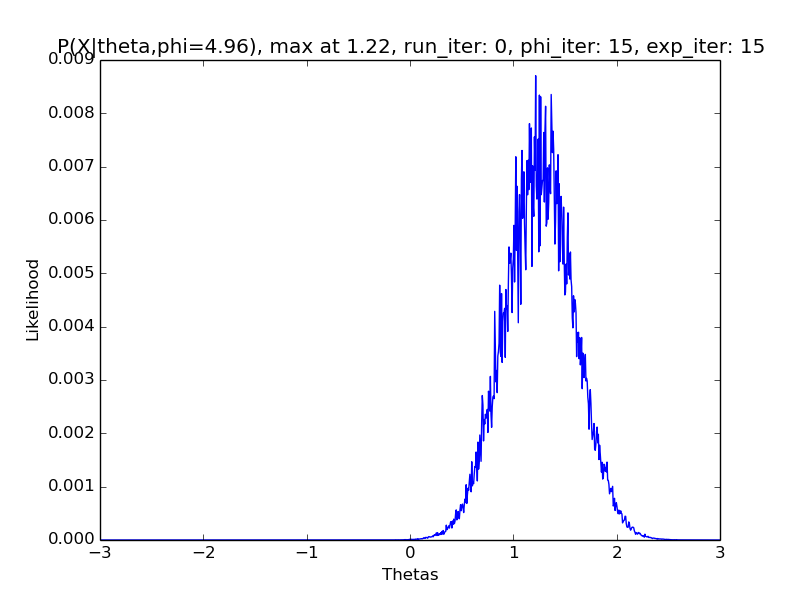 P(X|theta,phi=4.96), max at 1.22, run_iter: 0, phi_iter: 15, exp_iter: 15
0.009
0.008
0.007
0.006
0.005
0.004
0.003
0.002
0.001
0.000
Likelihood
−3 −2 −1 0 1 2 3
Thetas